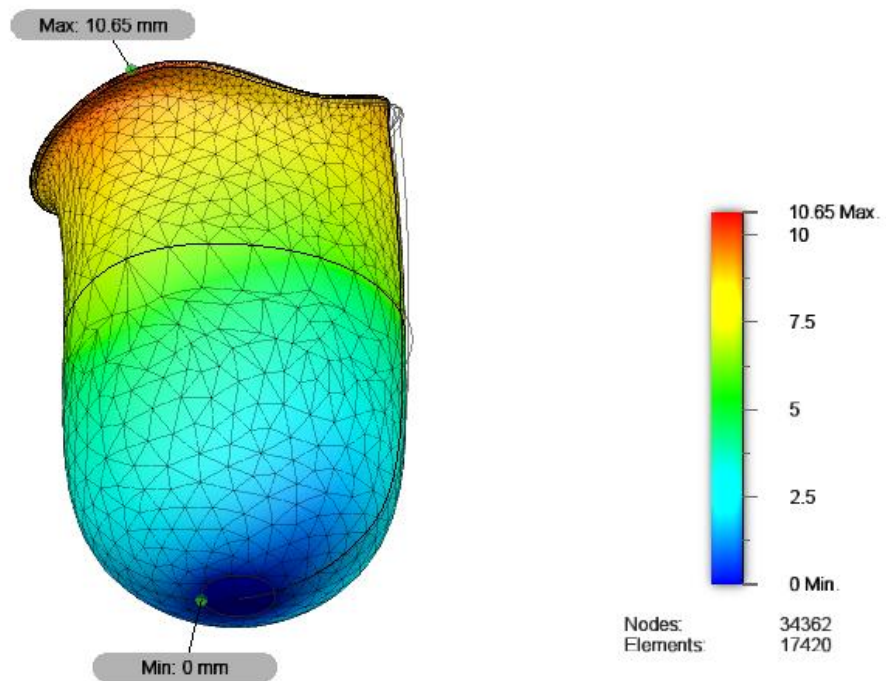 Max: 10.65 mm
10.65 Max.
10
7.5
5
2.5
0 Min.
Nodes: 34362
Elements: 17420
Min: 0 mm